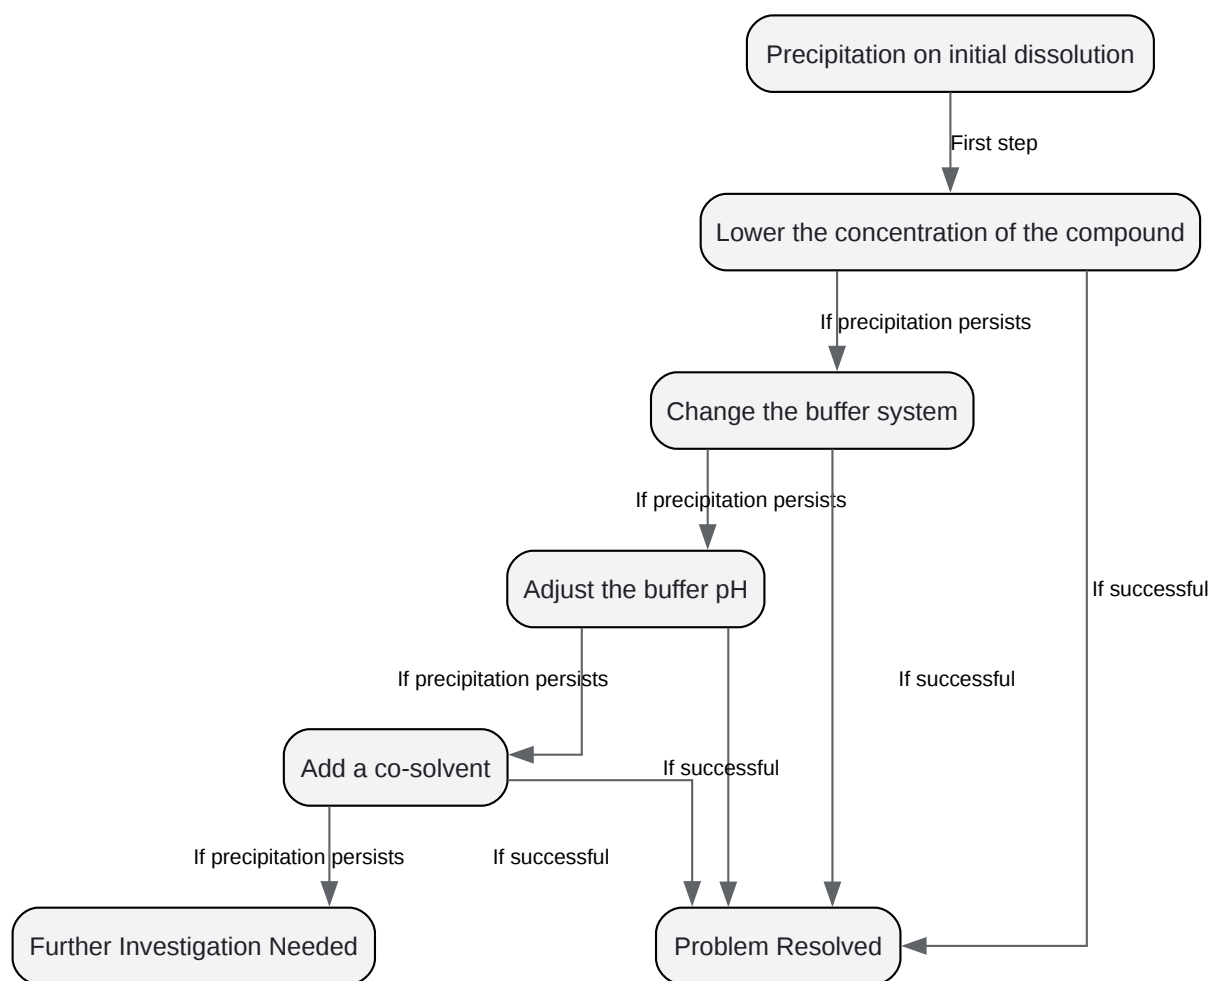 Precipitation on initial dissolution
First step
Lower the concentration of the compound
If precipitation persists
Change the buffer system
If precipitation persists
Adjust the buffer pH
If successful
If precipitation persists
If successful
Add a co-solvent
If successful
If precipitation persists
If successful
Further Investigation Needed
Problem Resolved